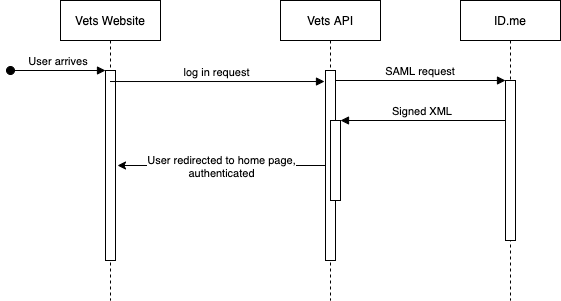 Vets Website
Vets API
ID.me
User arrives
log in request
SAML request
Signed XML
User redirected to home page,
authenticated